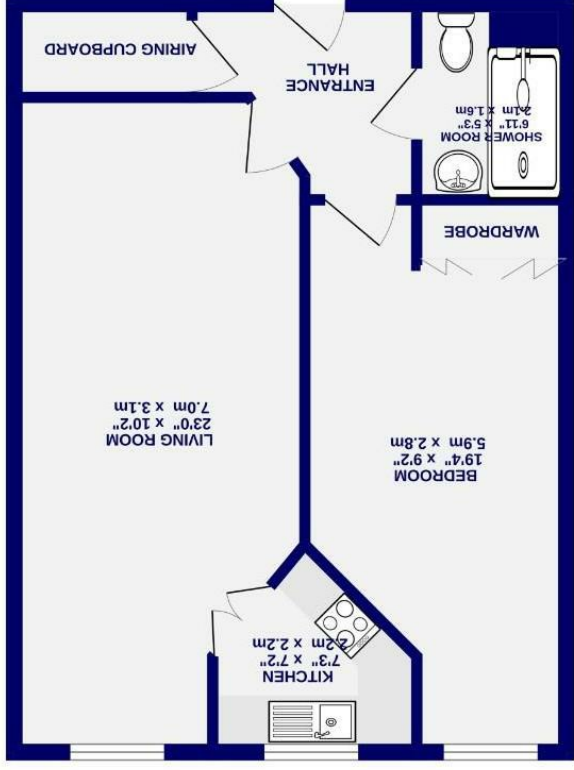 KITCHEN
7'3" x 7'2"
2.2m x 2.2m
BEDROOM
19'4" x 9'2"
5.9m x 2.8m
LIVING ROOM
23'0" x 10'2"
7.0m x 3.1m
WARDROBE
SHOWER ROOM
6'11" x 5'3"
2.1m x 1.6m
ENTRANCE
HALL
AIRING CUPBOARD